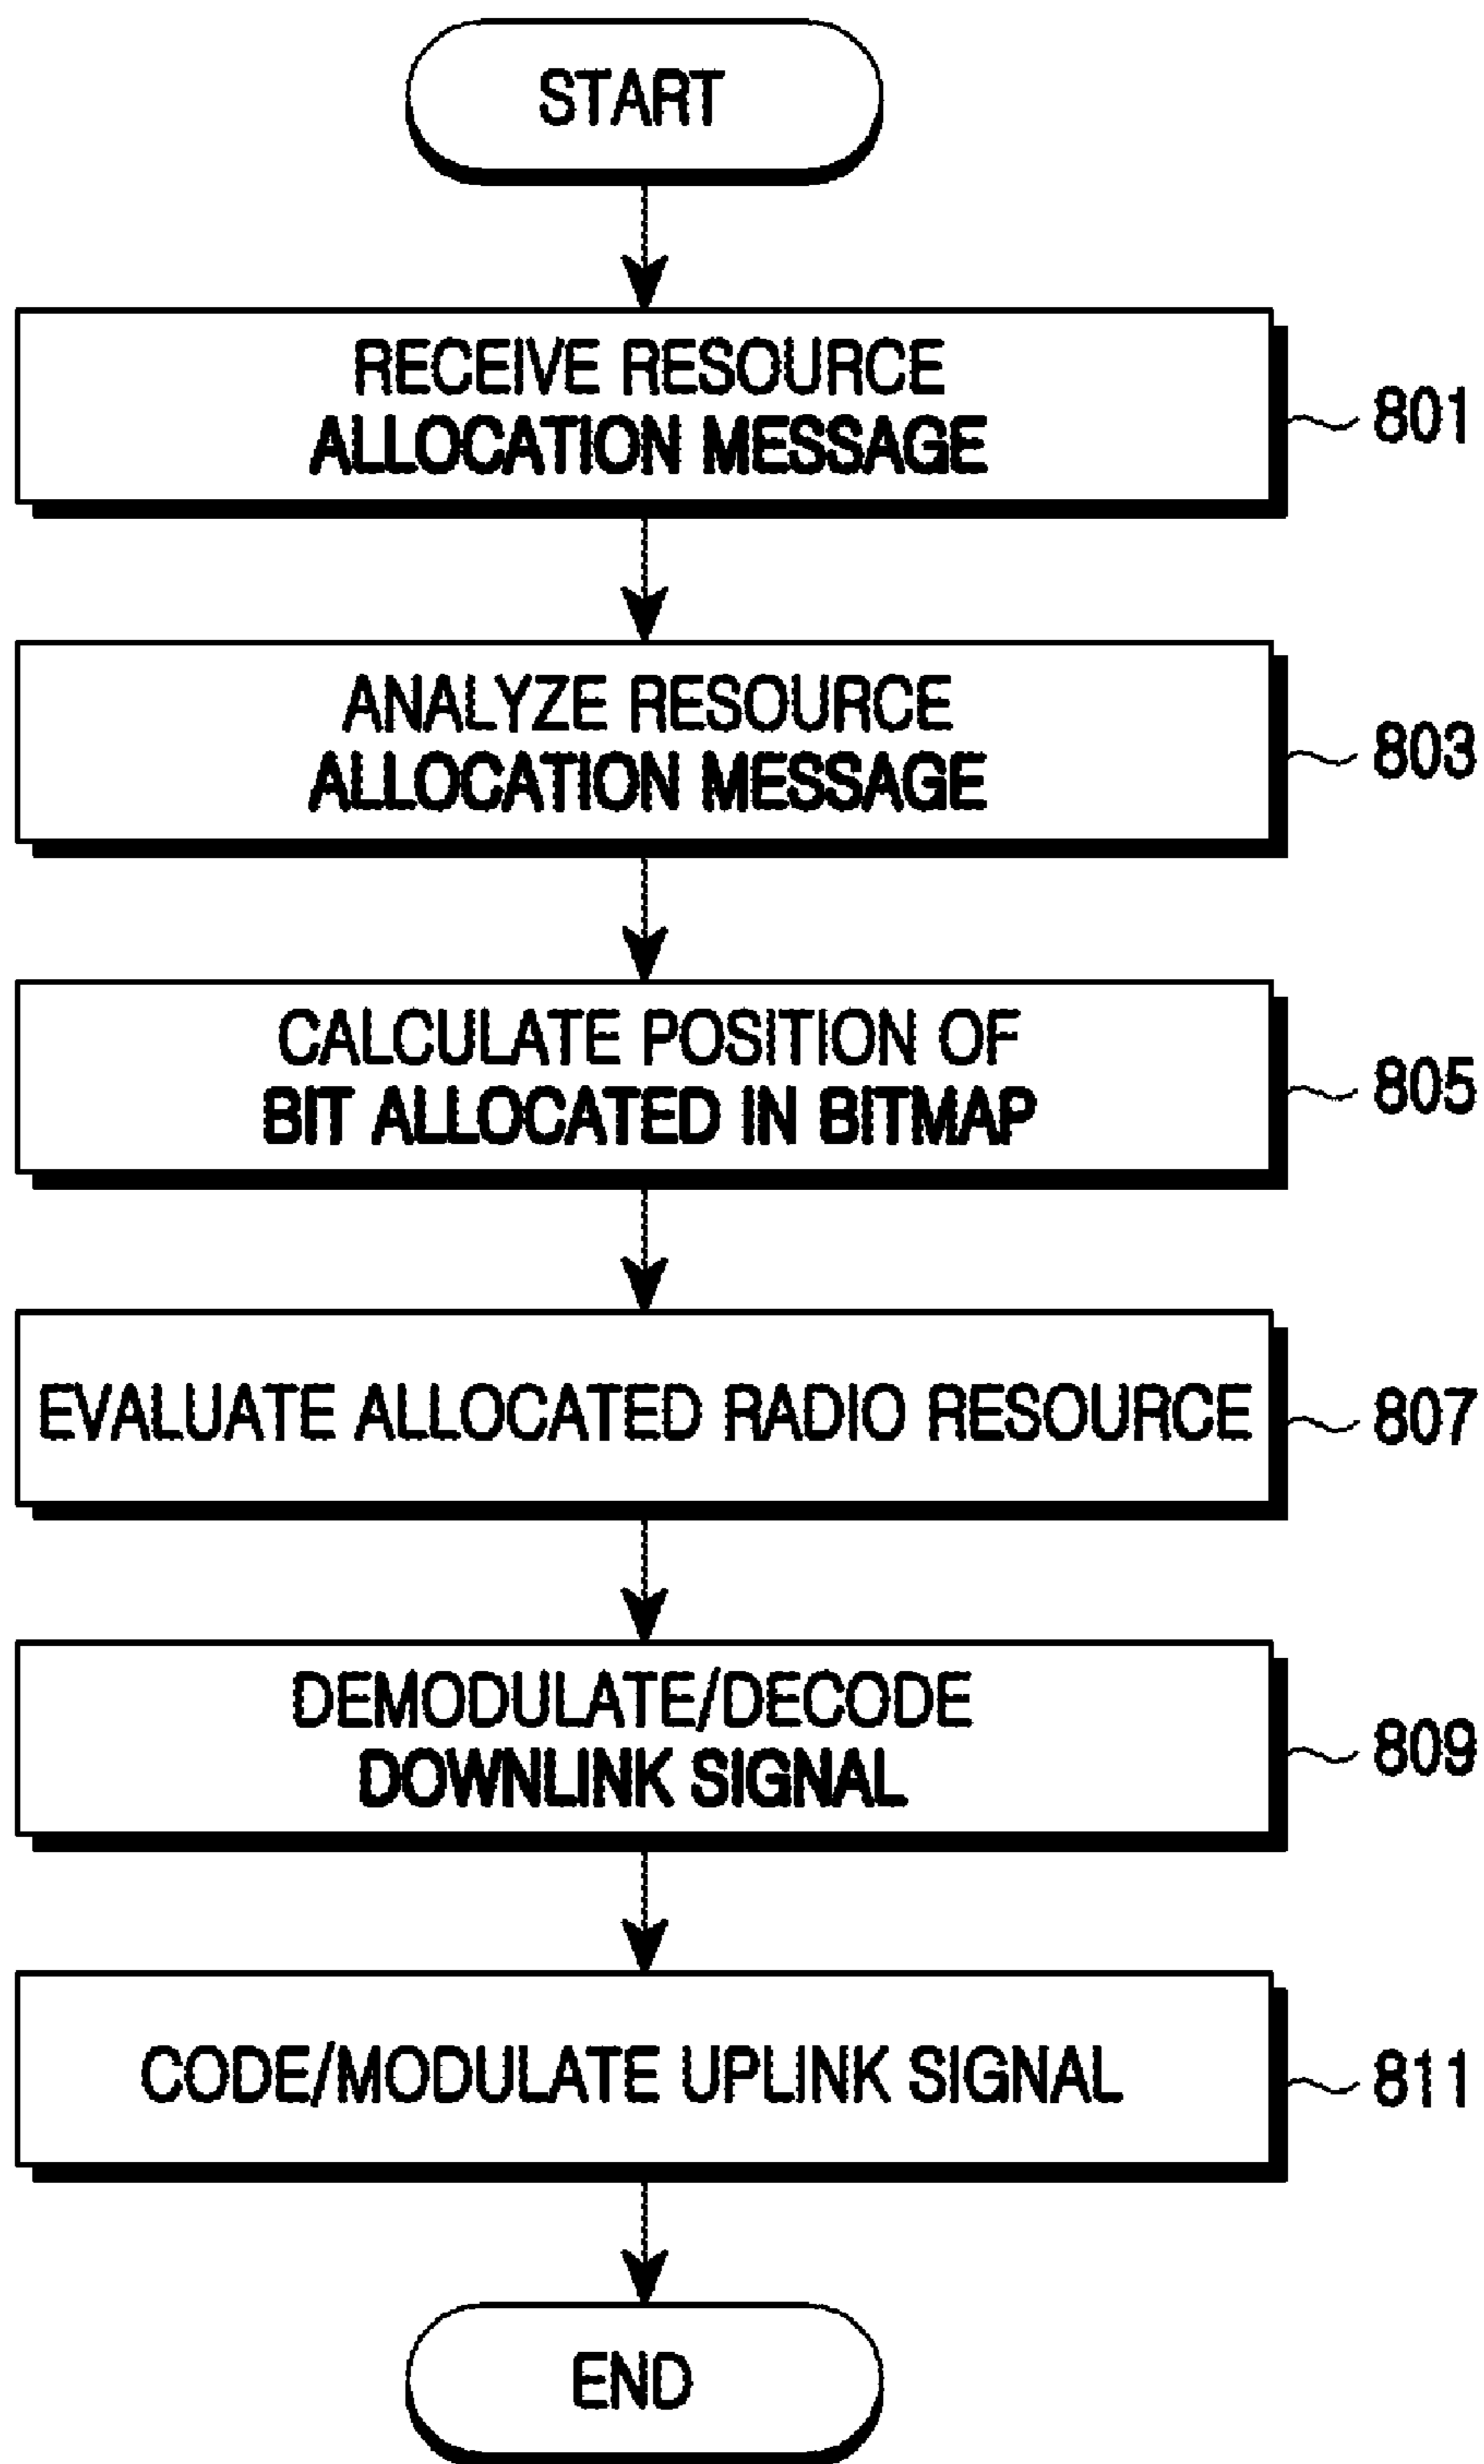 START
RECEIVE RESOURCE
ALLOCATION MESSAGE
801
ANALYZE RESOURCE
ALLOCATION MESSAGE
803
CALCULATE POSITION OF
BIT ALLOCATED IN BITMAP
805
EVALUATE ALLOCATED RADIO RESOURCE
807
DEMODULATE/DECODE
DOWNLINK SIGNAL
809
CODE/MODULATE UPLINK SIGNAL
811
END